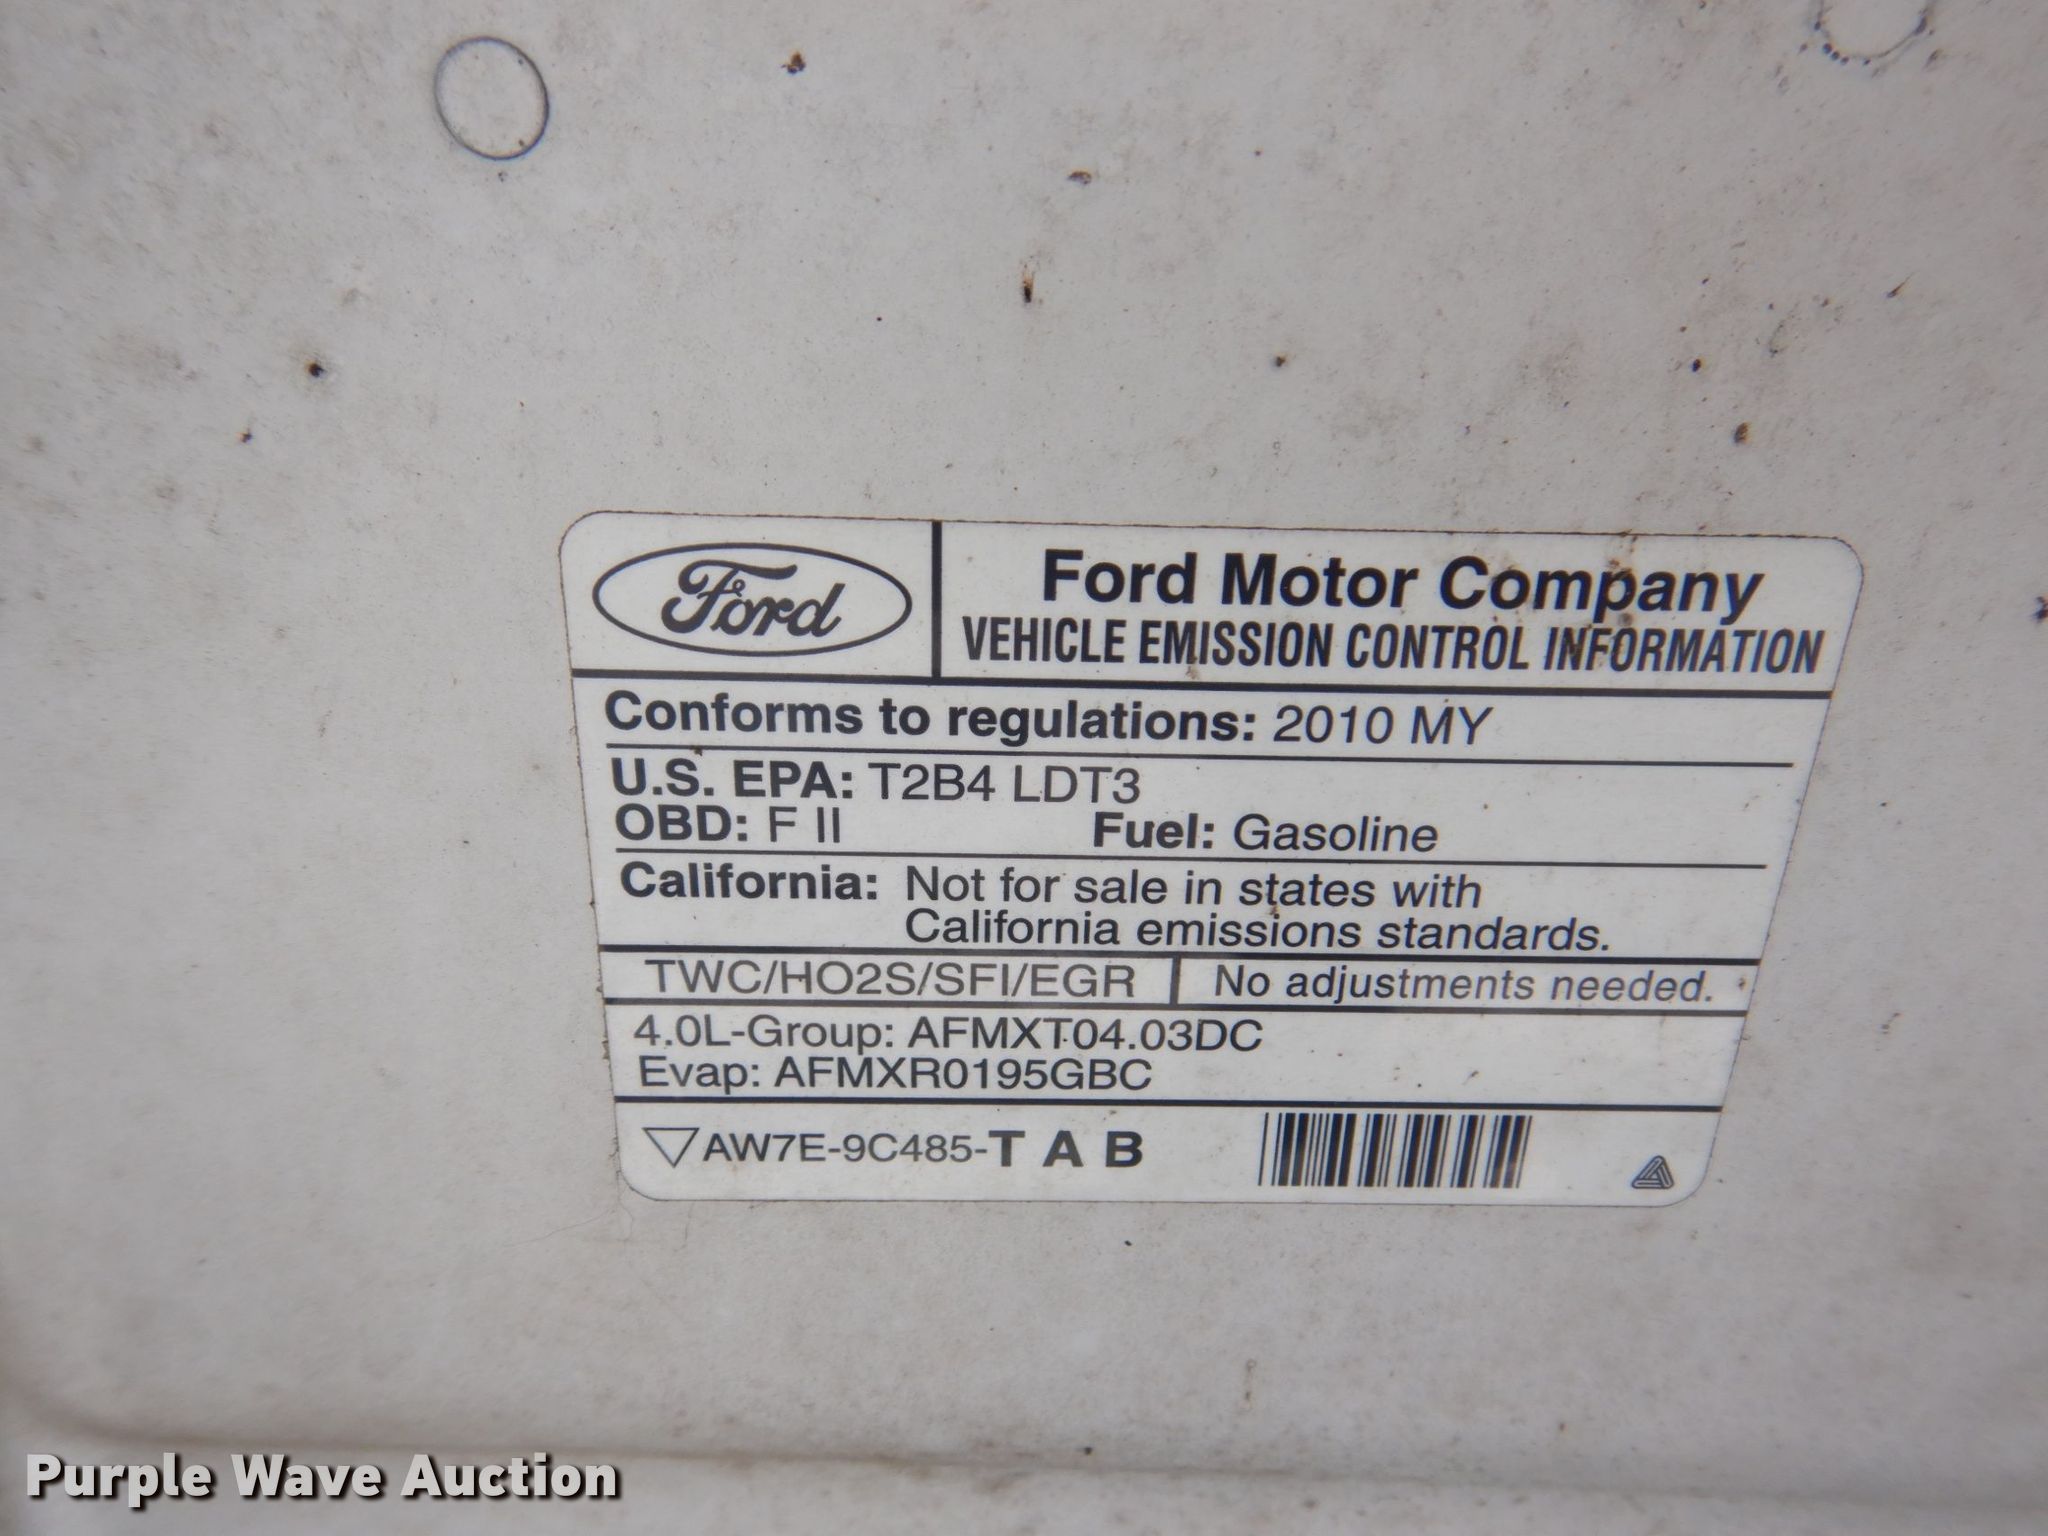 Ford
Ford Motor Company
VEHICLE EMISSION CONTROL INFORMATION
Conforms to regulations: 2010 MY
U.S. EPA: T2B4 LDT3
OBD: F II Fuel: Gasoline
California: Not for sale in states with
California emissions standards.
TWC/HO2S/SFI/EGR No adjustments needed.
4.0L-Group: AFMXT04.03DC
Evap: AFMXR0195GBC
AW7E-9C485-T A B
Purple Wave Auction